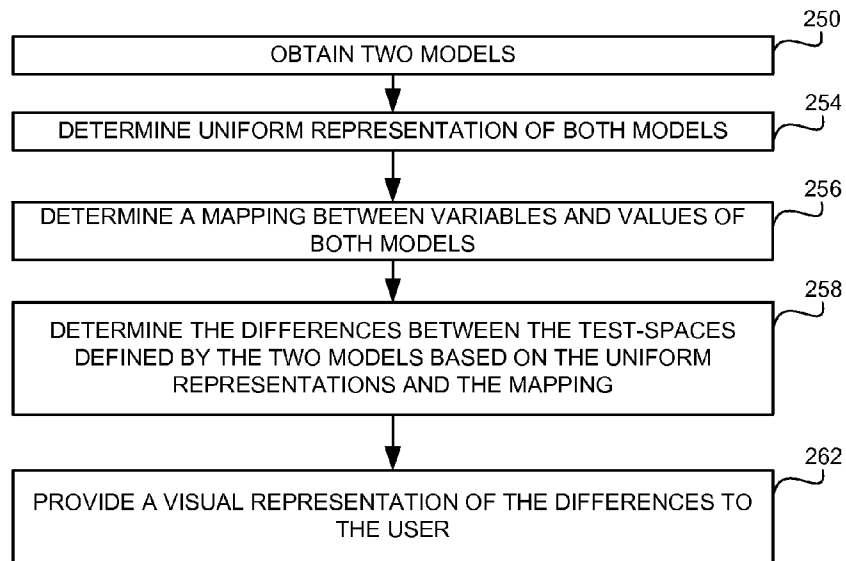 250
OBTAIN TWO MODELS
254
DETERMINE UNIFORM REPRESENTATION OF BOTH MODELS
256
DETERMINE A MAPPING BETWEEN VARIABLES AND VALUES OF
BOTH MODELS
258
DETERMINE THE DIFFERENCES BETWEEN THE TEST-SPACES
DEFINED BY THE TWO MODELS BASED ON THE UNIFORM
REPRESENTATIONS AND THE MAPPING
262
PROVIDE A VISUAL REPRESENTATION OF THE DIFFERENCES TO
THE USER